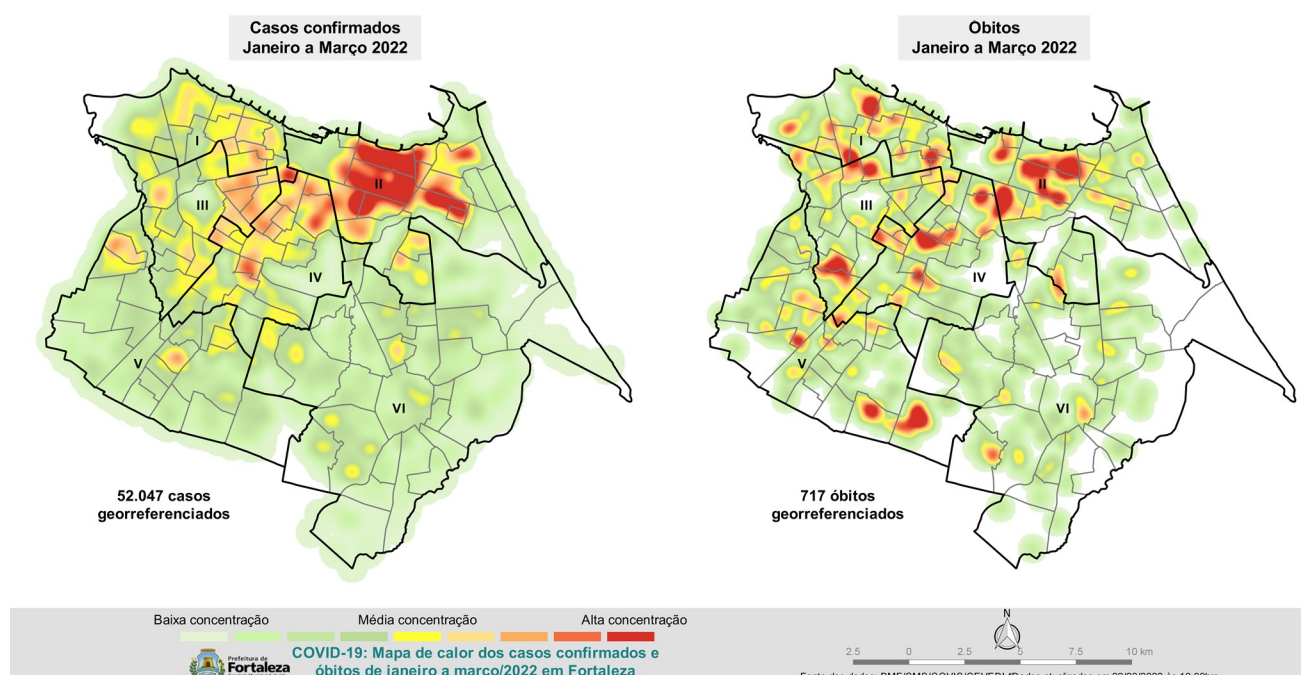 Casos confirmados
Janeiro a Março 2022
Óbitos
Janeiro a Março 2022
I
II
III
IV
V
VI
52.047 casos
georreferenciados
I
II
III
IV
V
VI
717 óbitos
georreferenciados
Baixa concentração
Média concentração
Alta concentração
Prefeitura de
Fortaleza
COVID-19: Mapa de calor dos casos confirmados e
óbitos de janeiro a março/2022 em Fortaleza
N
2.5 0 2.5 5 7.5 10 km